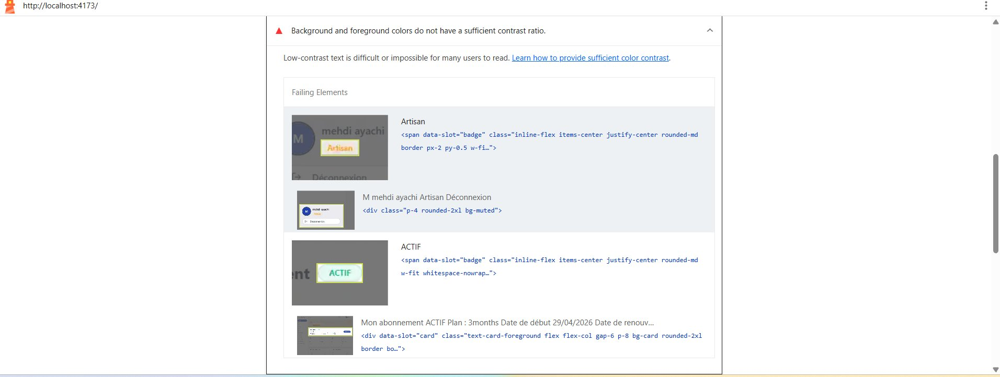 http://localhost:4173/
Background and foreground colors do not have a sufficient contrast ratio.
Low-contrast text is difficult or impossible for many users to read. Learn how to provide sufficient color contrast.
Failing Elements
M
mehdi ayachi
Artisan
Déconnexion
Artisan
<span data-slot="badge" class="inline-flex items-center justify-center rounded-md
border px-2 py-0.5 w-fi…">
M
mehdi ayachi
Artisan
Déconnexion
M mehdi ayachi Artisan Déconnexion
<div class="p-4 rounded-2xl bg-muted">
ent
ACTIF
ACTIF
<span data-slot="badge" class="inline-flex items-center justify-center rounded-md
w-fit whitespace-nowrap…">
Mon abonnement ACTIF Plan : 3months Date de début 29/04/2026 Date de renouv…
<div data-slot="card" class="text-card-foreground flex flex-col gap-6 p-8 bg-card rounded-2xl
border bo…">